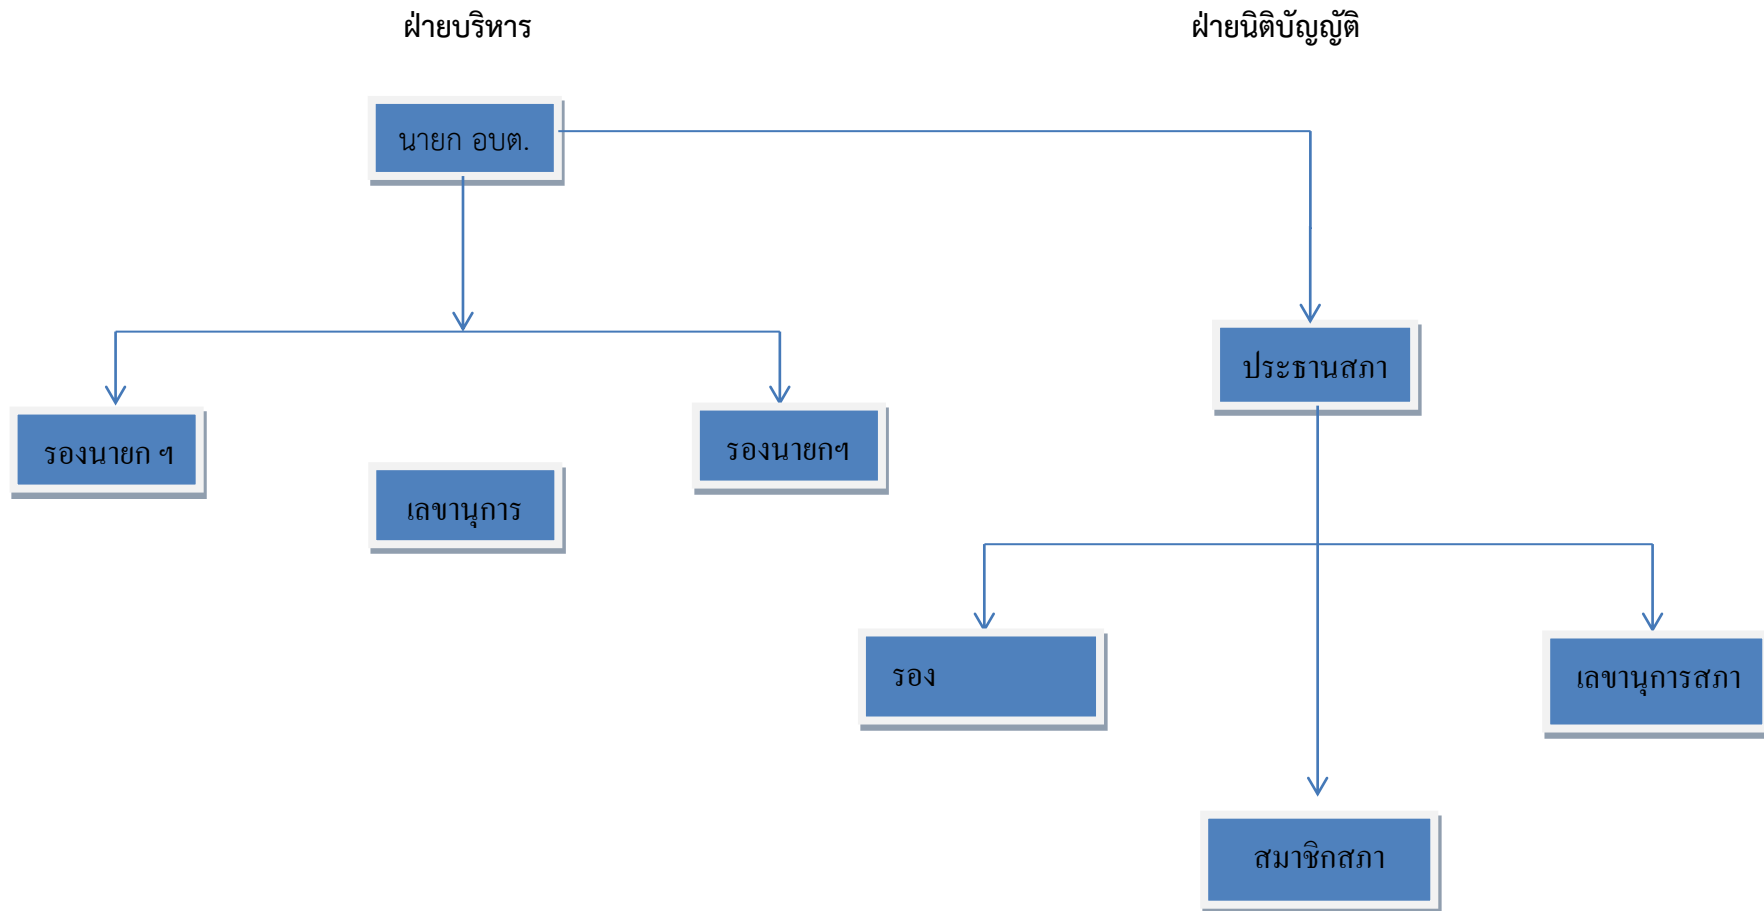 ฝ่ายบริหาร
ฝ่ายนิติบัญญัติ
นายก อบต.
ประธานสภา
รองนายก ฯ
รองนายกฯ
เลขานุการ
รอง
เลขานุการสภา
สมาชิกสภา